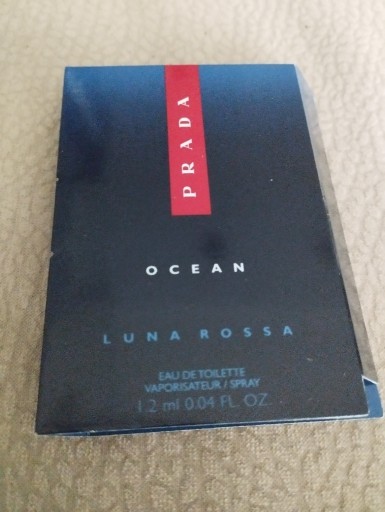 PRADA
OCEAN
LUNA ROSSA
EAU DE TOILETTE
VAPORISATEUR / SPRAY
1.2 ml 0.04 FL. OZ.